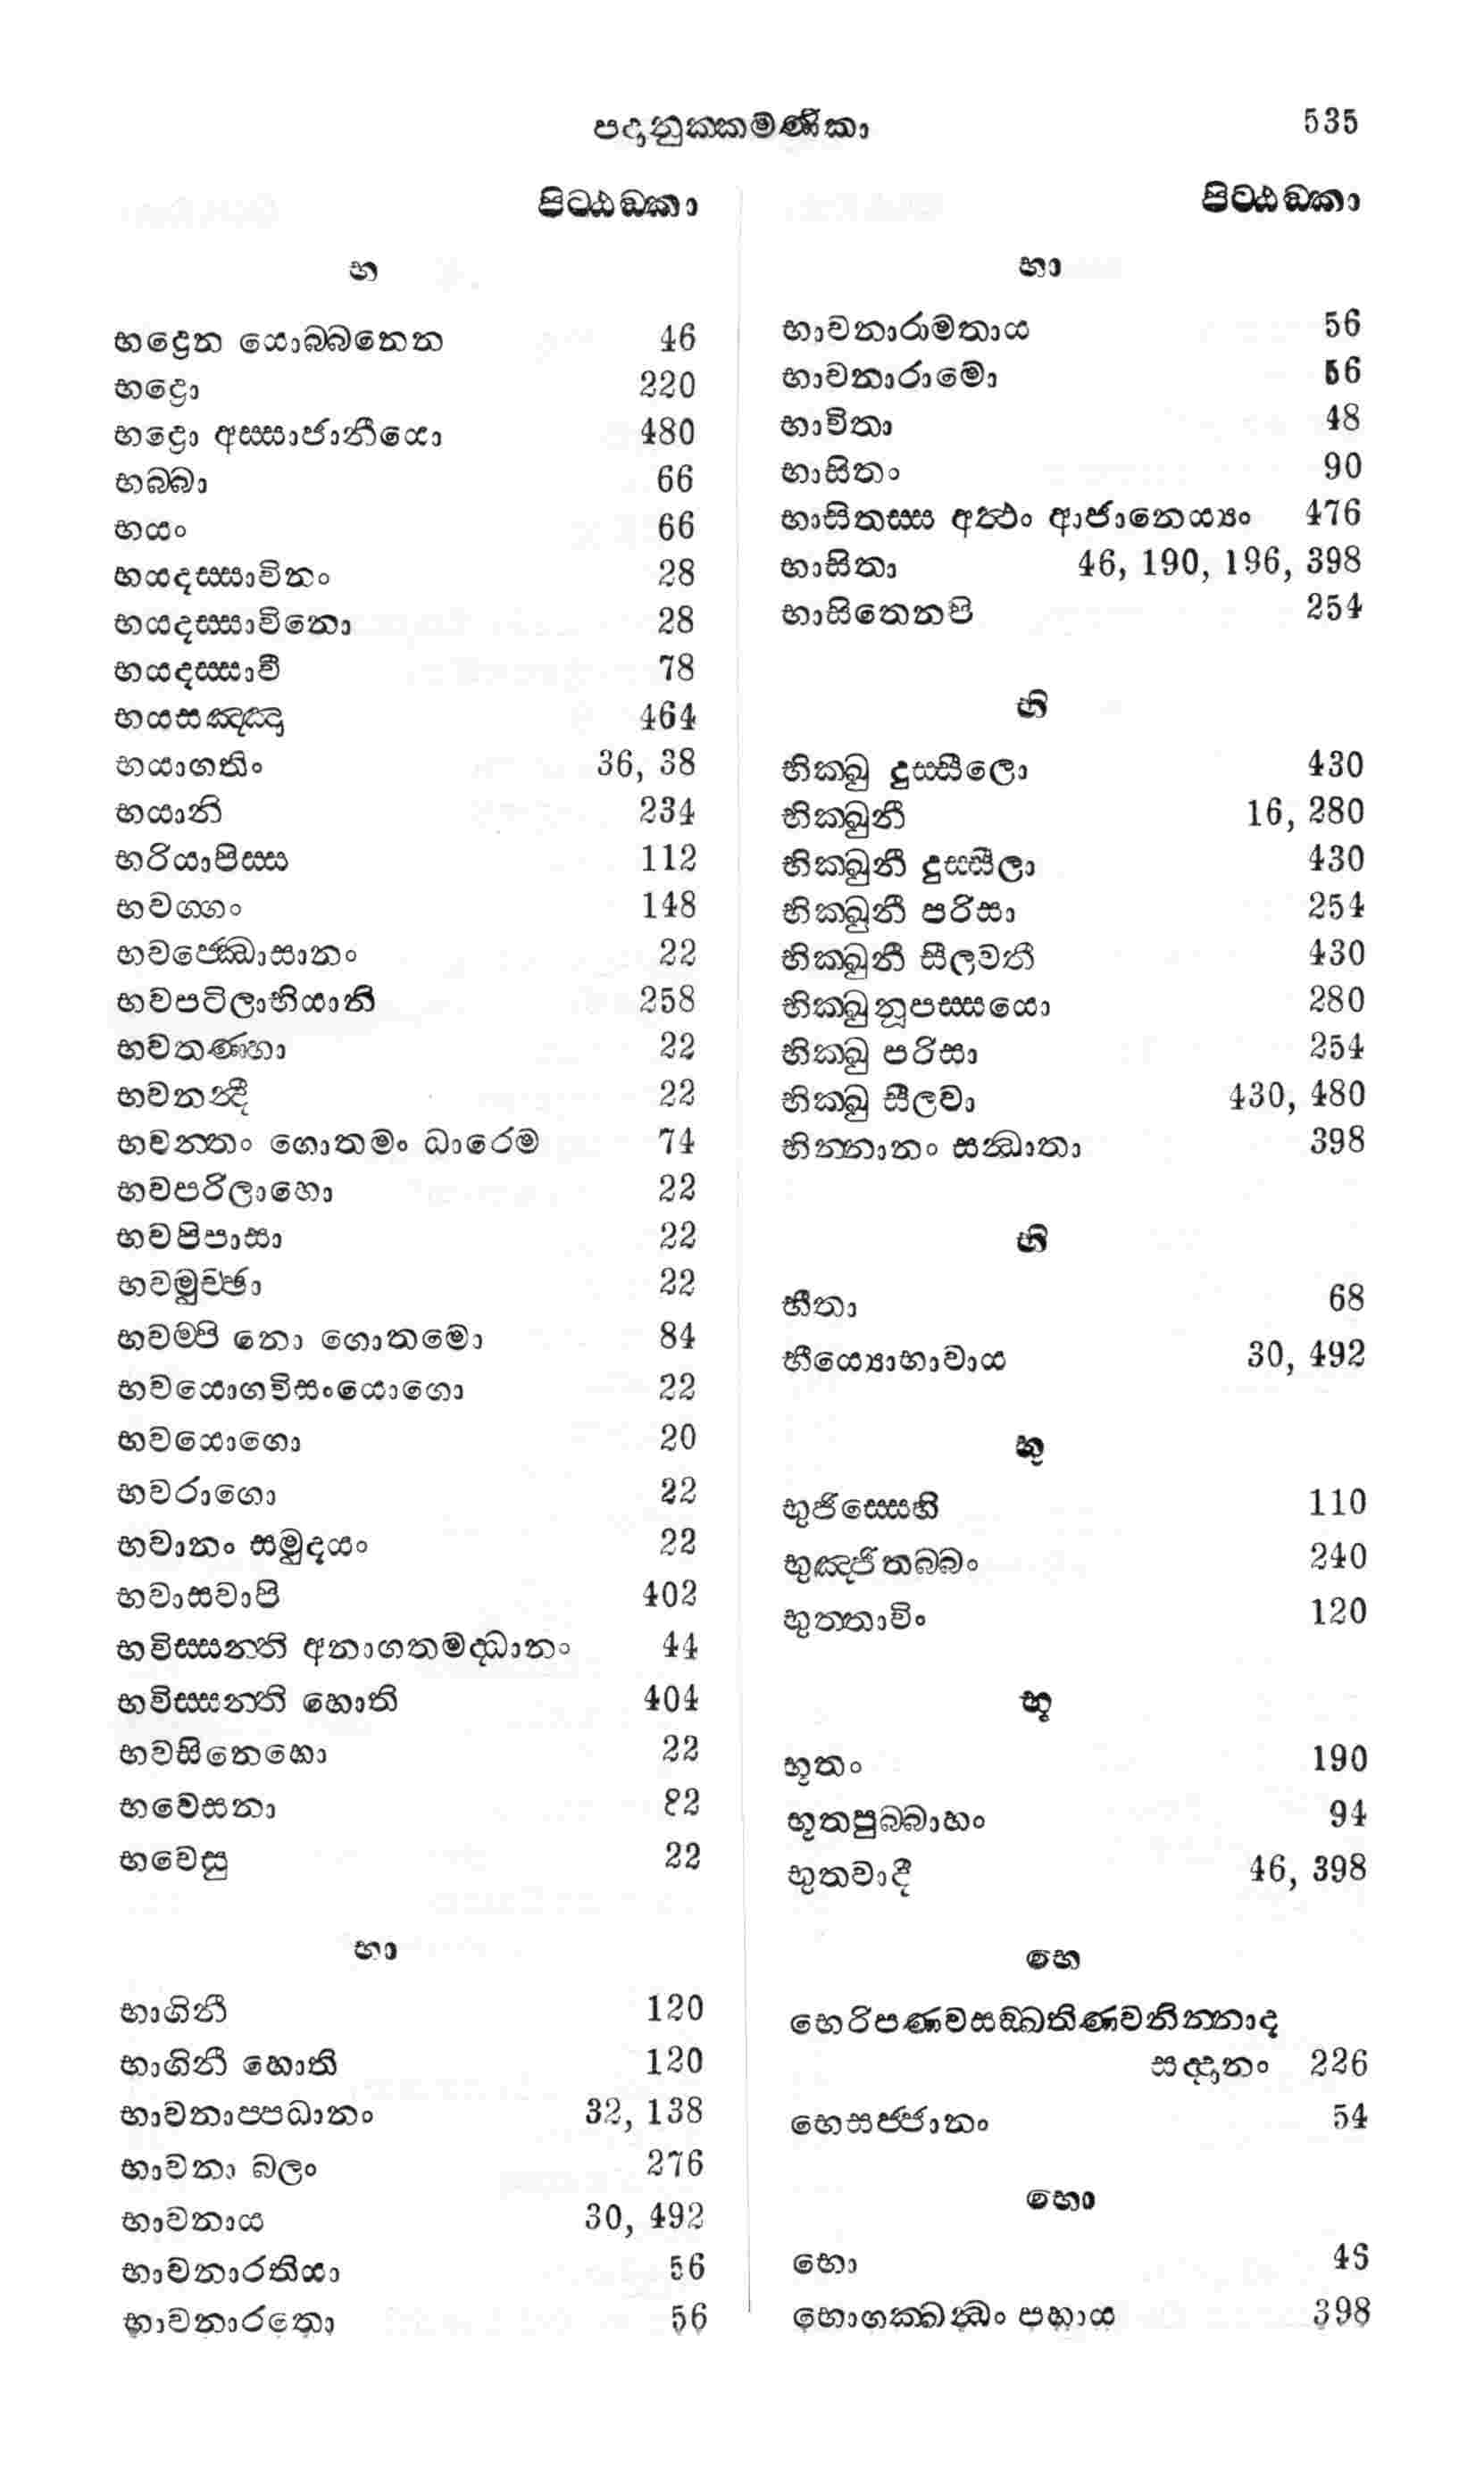 පදනුක්කමණිකා 535
පිට්ඨඞකා
භ
භද්‍රෙන යොබ්බනෙන 46
භද්‍රො 220
භද්‍රො අස්සාජානීයො 480
භබ්බා 66
භයං 66
භයදස්සාවිනං 28
භයදස්සාවිනො 28
භයදස්සාවී 78
භයසඤ්ඤා 464
භයාගතිං 36, 38
භයානි 234
භරියාපිස්ස 112
භවග්ගං 148
භවජ්ඣොසානං 22
භවපටිලාභියානි 258
භවතණ්හා 22
භවනන්දී 22
භවන්තං ගොතමං ධාරෙම 74
භවපරිලාහො 22
භවපිපාසා 22
භවමුච්ඡා 22
භවම්පි නො ගොතමො 84
භවයොගවිසංයොගො 22
භවයොගො 20
භවරාගො 22
භවානං සමුදයං 22
භවාසවාපි 402
භවිස්සන්ති අනාගතමද්ධානං 44
භවිස්සන්ති හොති 404
භවසිනෙහො 22
භවෙසනා 22
භවෙසු 22
භා
භාගිනී 120
භාගිනී හොති 120
භාවනාප්පධානං 32, 138
භාවනා බලං 276
භාවනාය 30, 492
භාවනාරතියා 56
භාවනාරතො 56
පිට්ඨඞකා
භා
භාවනාරාමතාය 56
භාවනාරාමො 56
භාවිතා 48
භාසිතං 90
භාසිතස්ස අත්ථං ආජානෙය්‍යං 476
භාසිතා 46, 190, 196, 398
භාසිතෙනපි 254
භි
භික්ඛු දුස්සීලො 430
භික්ඛුනී 16, 280
භික්ඛුනී දුස්සීලා 430
භික්ඛුනී පරිසා 254
භික්ඛුනී සීලවතී 430
භික්ඛුනූපස්සයො 280
භික්ඛු පරිසා 254
භික්ඛු සීලවා 430, 480
භින්නානං සන්ධාතා 398
භි
භීතා 68
භීය්‍යොභාවාය 30, 492
භු
භුජිස්සෙහි 110
භුඤ්ජිතබ්බං 240
භුත්තාවිං 120
භූ
භූතං 190
භූතපුබ්බාහං 94
භුතවාදී 46, 398
භෙ
භෙරිපණවසඞ්ඛතිණවනින්නාද
සද්දානං 226
භෙසජ්ජානං 54
භො
භො 46
භොගක්ඛන්ධං පහාය 398